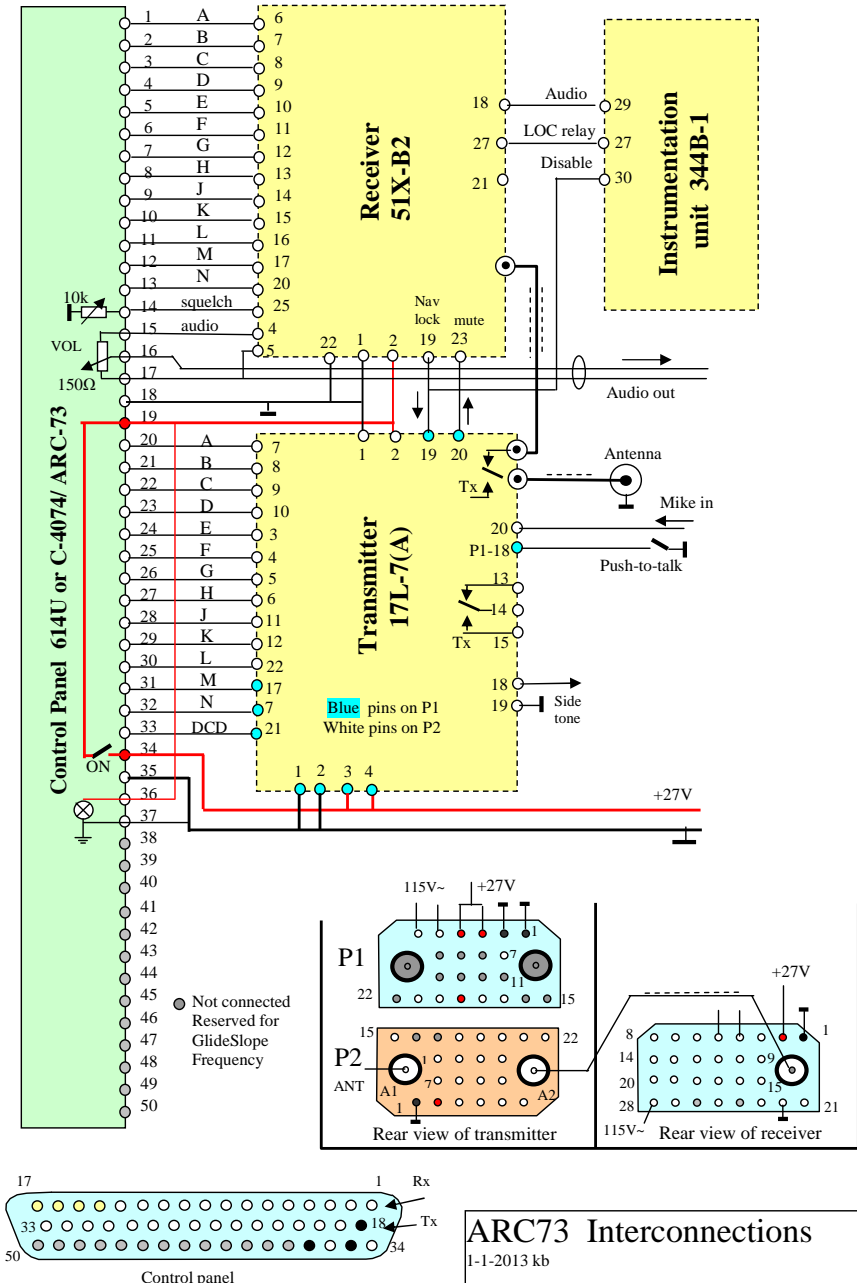 Control Panel 614U or C-4074/ ARC-73
1 A 6
2 B 7
3 C 8
4 D 9
5 E 10
6 F 11
7 G 12
8 H 13
9 J 14
10 K 15
11 L 16
12 M 17
13 N 20
14 squelch 25
15 audio 4
16 5
17
18
19
10k
VOL
150Ω
Receiver
51X-B2
18 Audio 29
27 LOC relay 27
21 Disable 30
Instrumentation
unit 344B-1
Nav
lock mute
22 1 2 19 23
Audio out
20 A 7
21 B 8
22 C 9
23 D 10
24 E 3
25 F 4
26 G 5
27 H 6
28 J 11
29 K 12
30 L 22
31 M 17
32 N 7
33 DCD 21
34
35
36
37
38
39
40
41
42
43
44
45
46
47
48
49
50
ON
1 2 19 20
Transmitter
17L-7(A)
Tx
Antenna
20 Mike in
P1-18 Push-to-talk
13
14
15
Tx
18 Side
19 tone
Blue pins on P1
White pins on P2
1 2 3 4
+27V
Not connected
Reserved for
GlideSlope
Frequency
115V~ +27V
P1
1
7
11
22 15
15 22
P2
ANT
A1
1
7
A2
1
Rear view of transmitter
+27V
8 1
14 9
20 15
28 21
115V~
Rear view of receiver
17 1 Rx
33 18 Tx
50 34
Control panel
ARC73 Interconnections
1-1-2013 kb